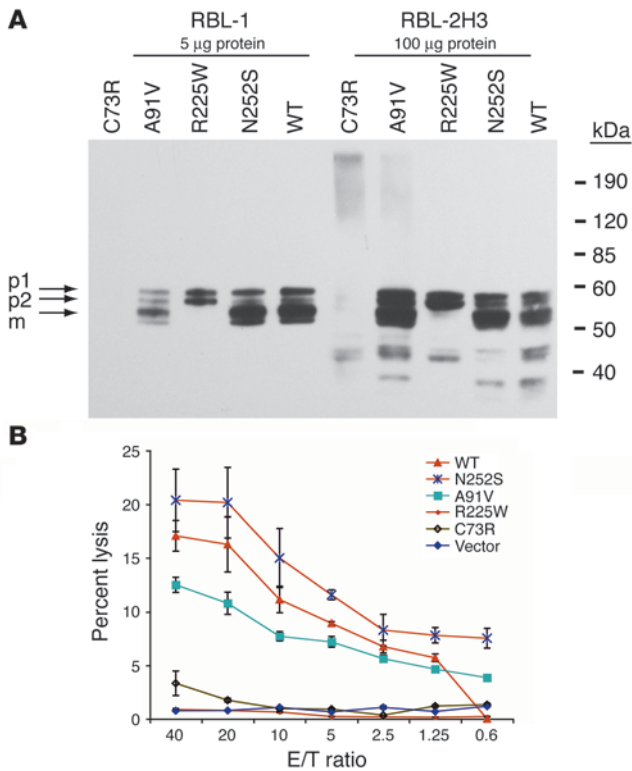 A
RBL-1 RBL-2H3
5 µg protein 100 µg protein
C73R A91V R225W N252S WT C73R A91V R225W N252S WT
kDa
190
120
85
p1 60
p2
m 50
40
B
25
20
15
10
5
0
Percent lysis
WT
N252S
A91V
R225W
C73R
Vector
40 20 10 5 2.5 1.25 0.6
E/T ratio